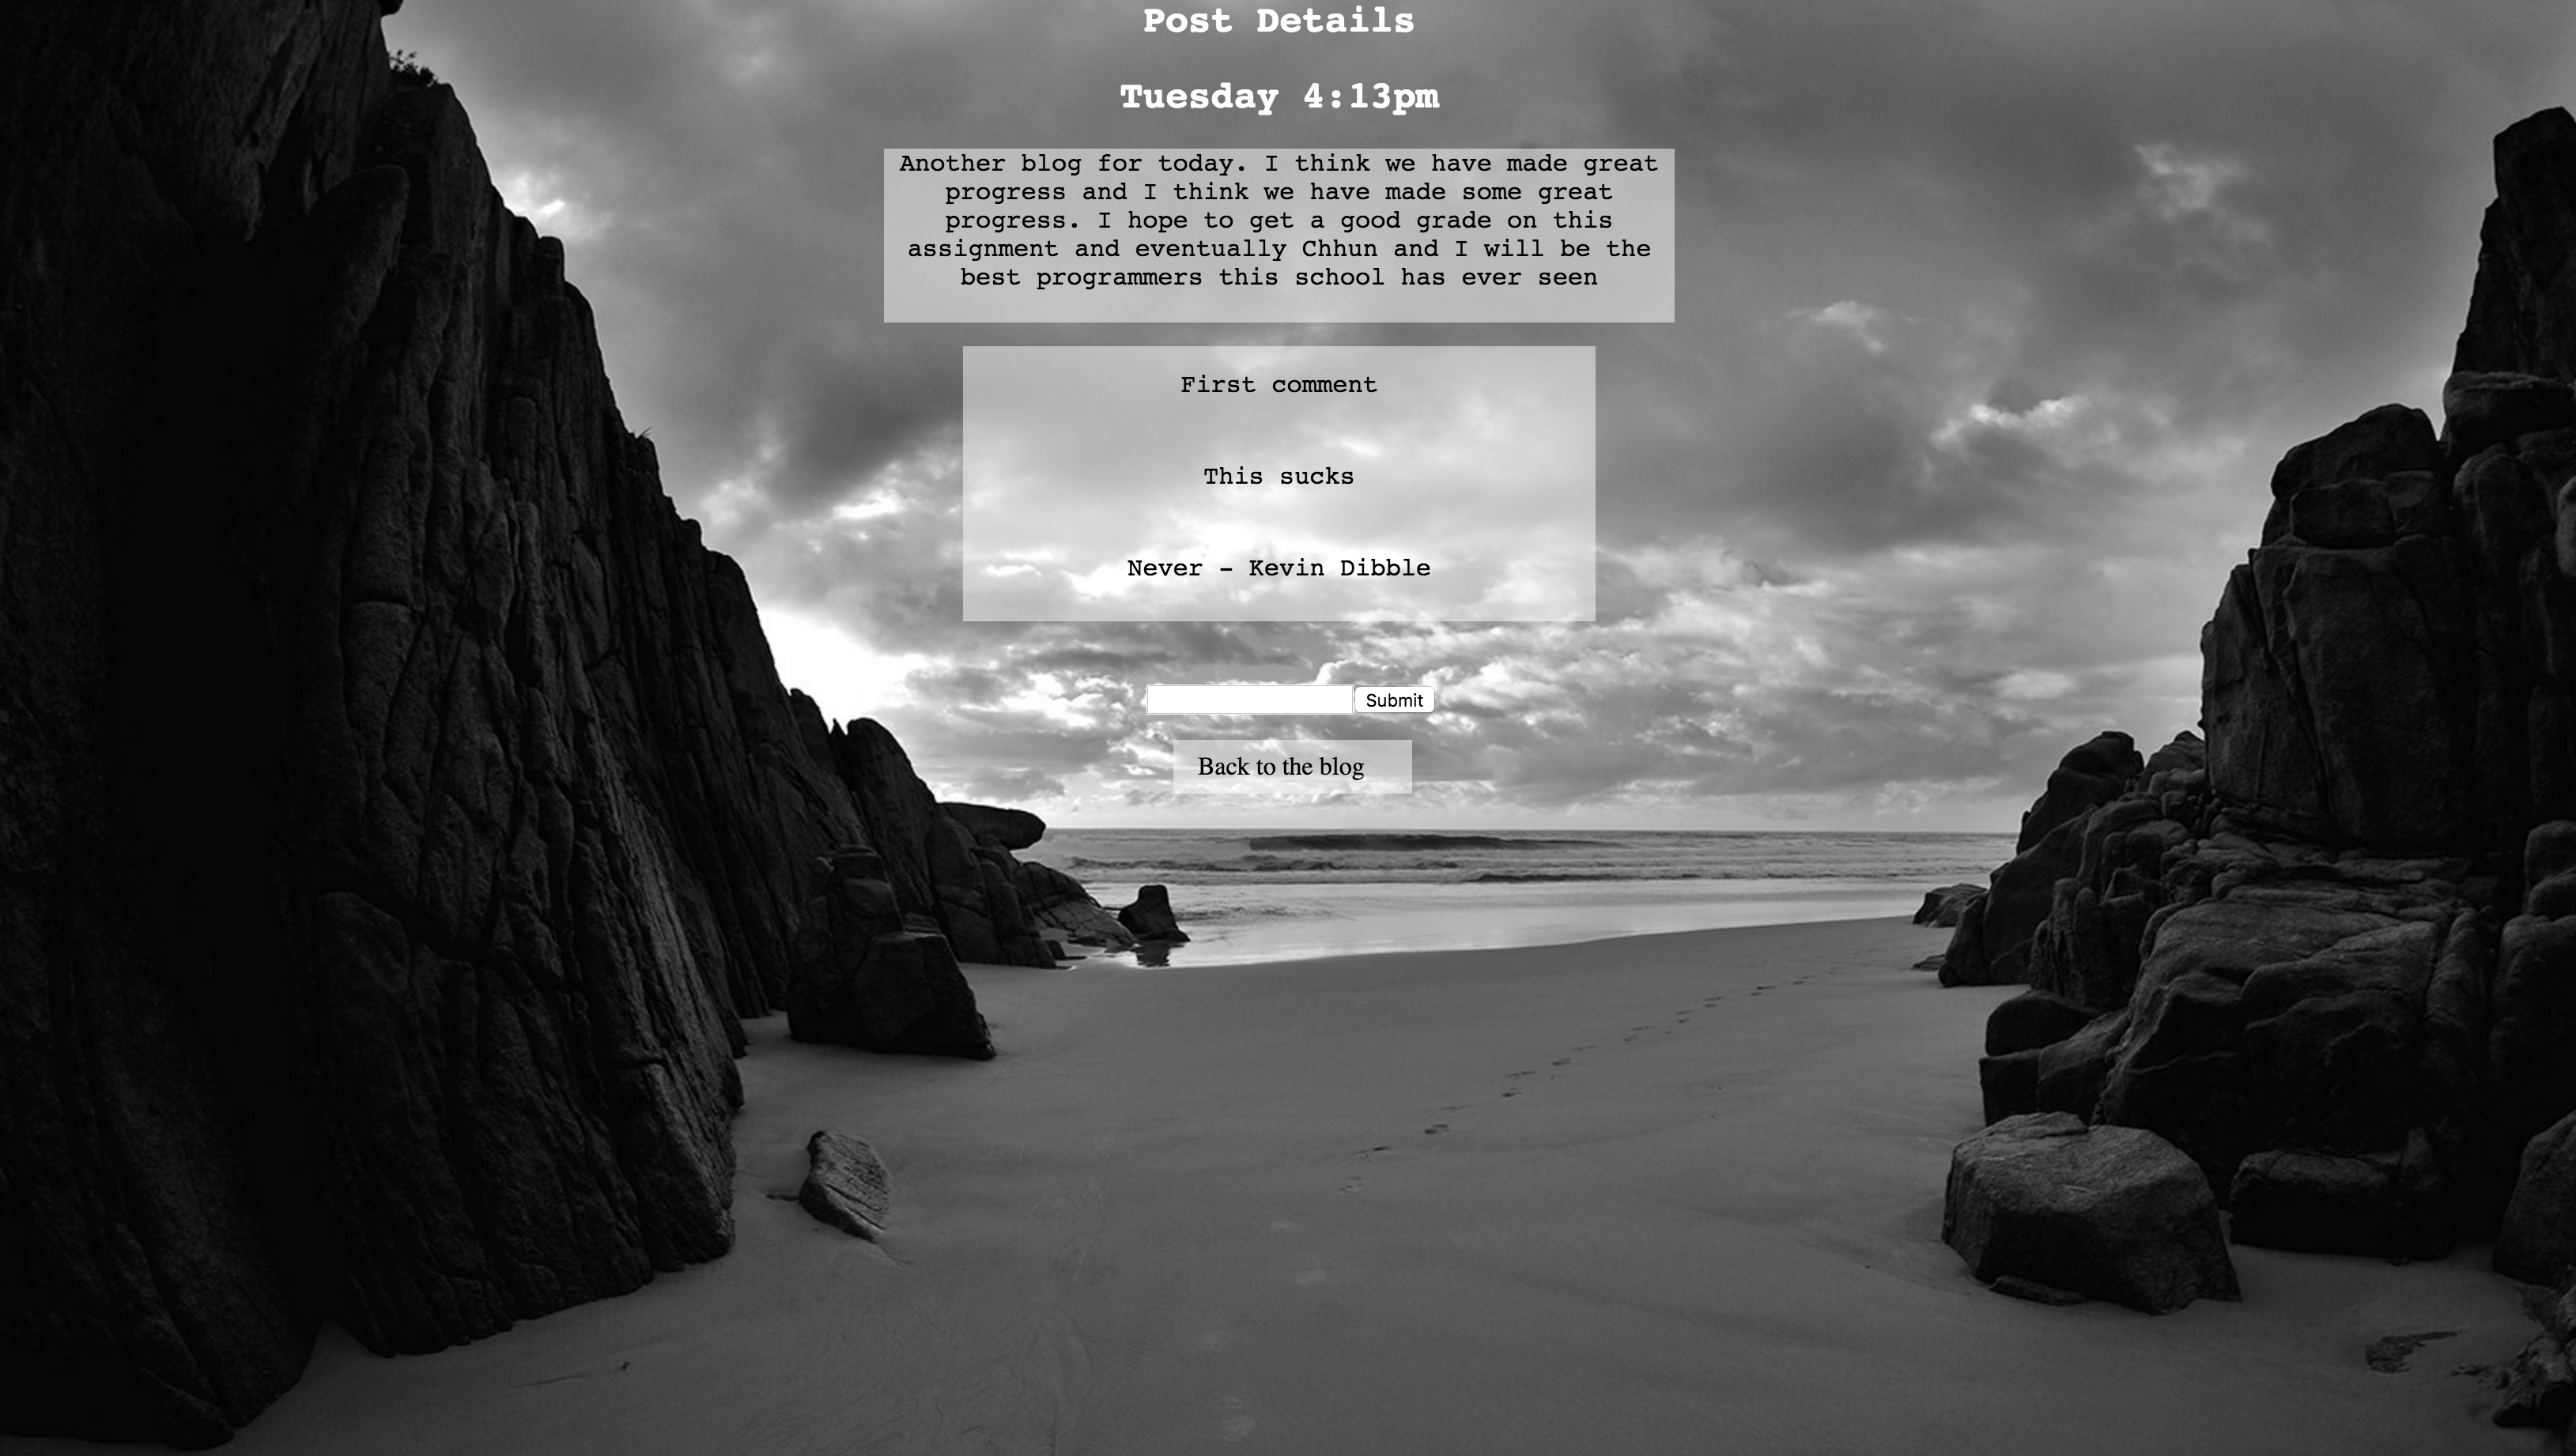 Post Details
Tuesday 4:13pm
Another blog for today. I think we have made great
progress and I think we have made some great
progress. I hope to get a good grade on this
assignment and eventually Chhun and I will be the
best programmers this school has ever seen
First comment
This sucks
Never - Kevin Dibble
Submit
Back to the blog